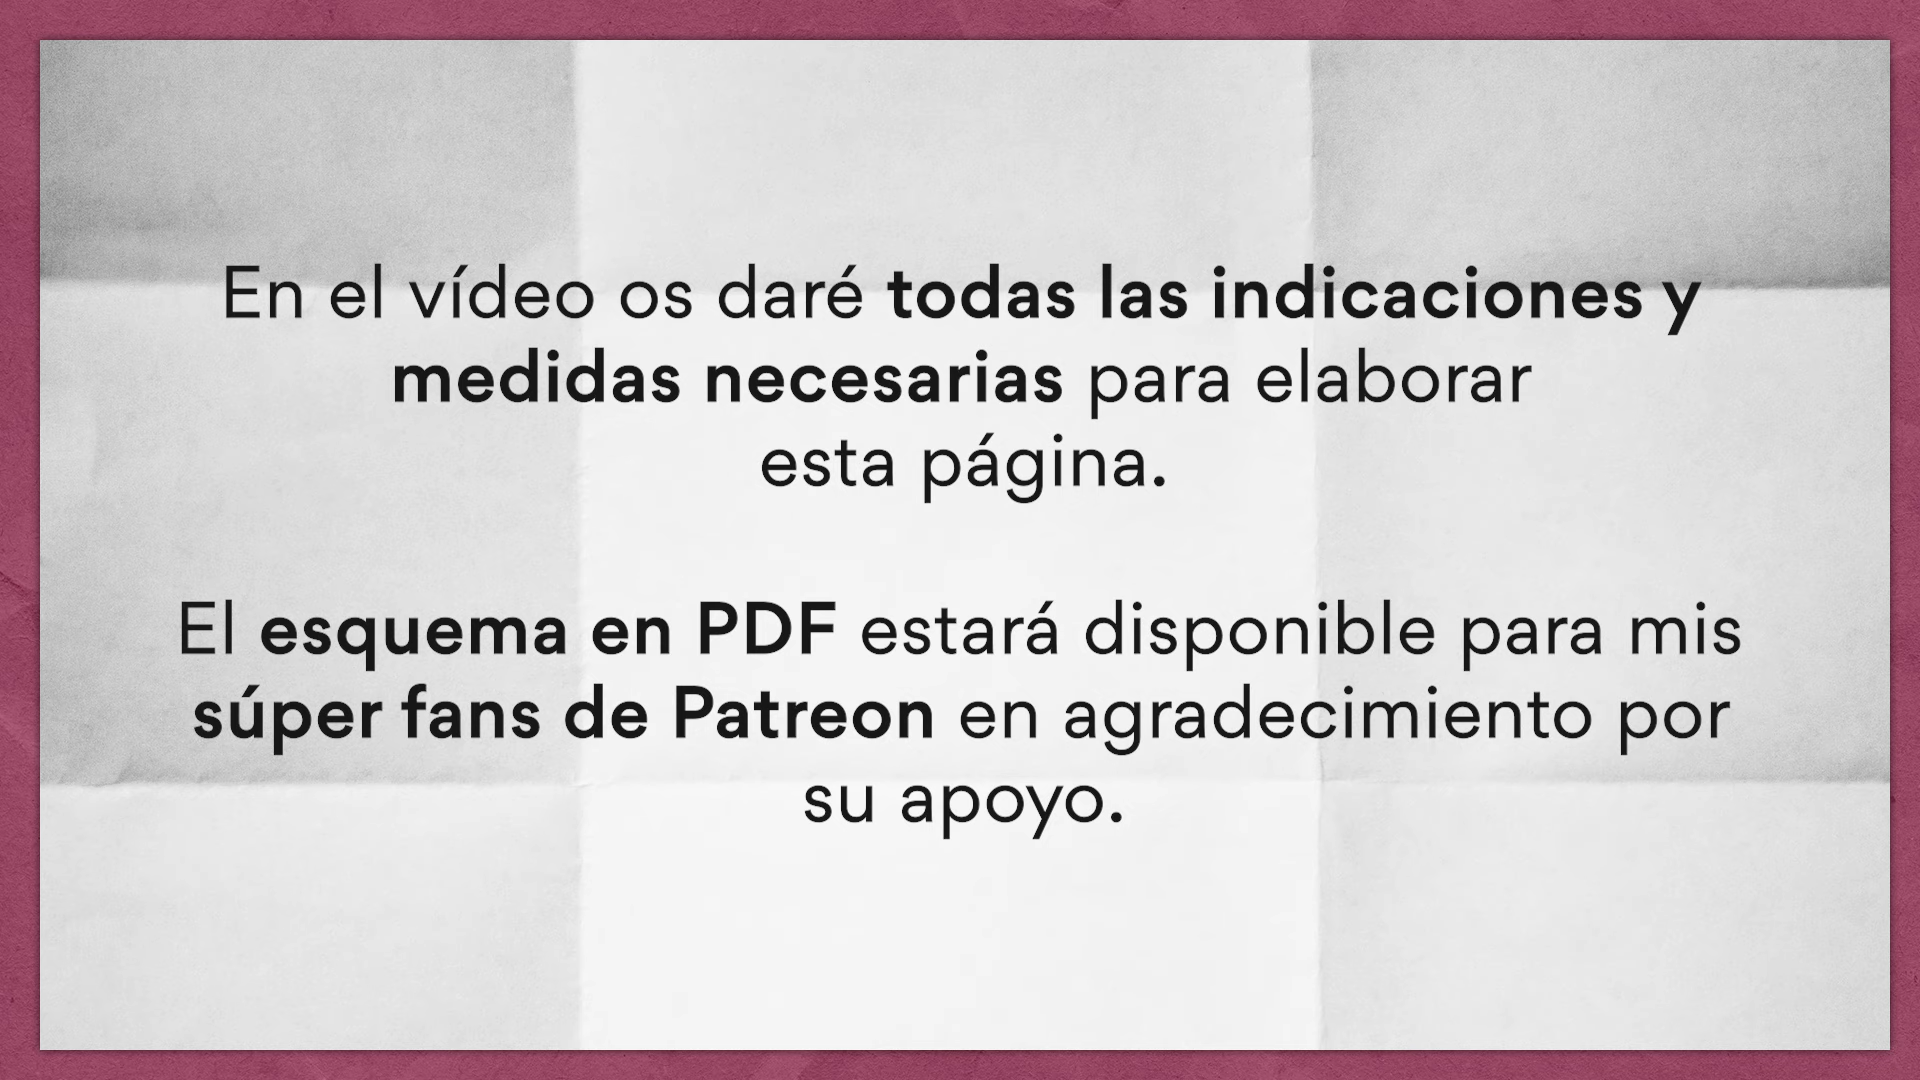 En el vídeo os daré todas las indicaciones y
medidas necesarias para elaborar
esta página.
El esquema en PDF estará disponible para mis
súper fans de Patreon en agradecimiento por
su apoyo.